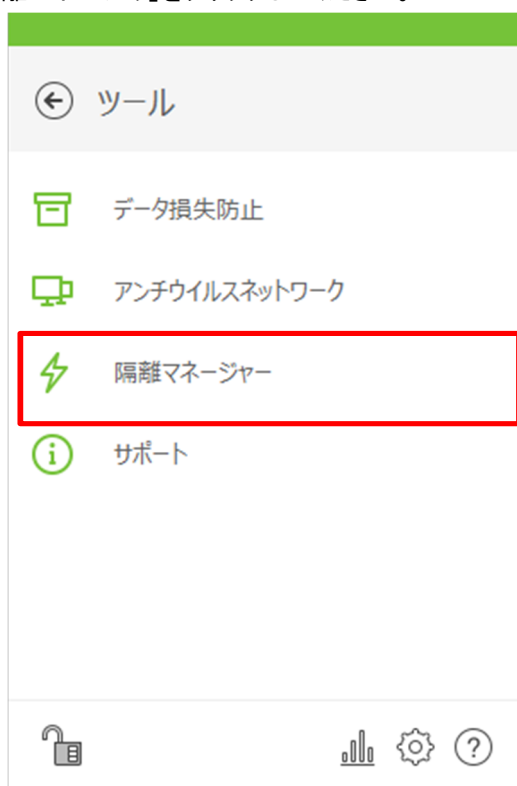 ツール
データ損失防止
アンチウイルスネットワーク
隔離マネージャー
サポート